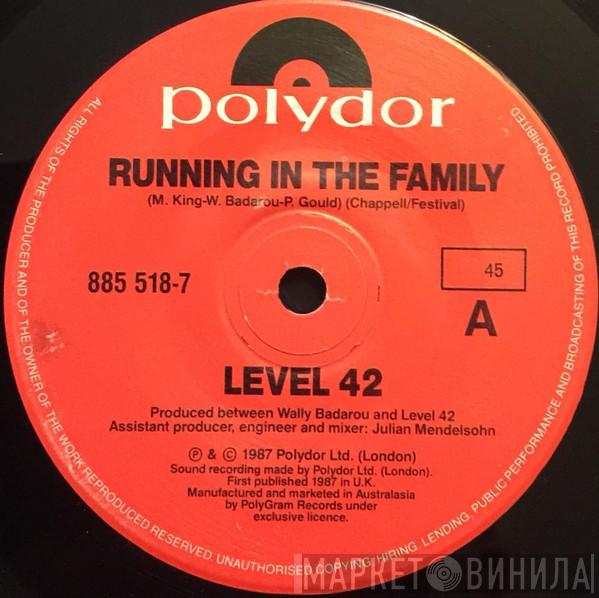 polydor
RUNNING IN THE FAMILY
(M. King-W. Badarou-P. Gould) (Chappell/Festival)
885 518-7
45
A
LEVEL 42
Produced between Wally Badarou and Level 42
Assistant producer, engineer and mixer: Julian Mendelsohn
Ⓟ & © 1987 Polydor Ltd. (London)
Sound recording made by Polydor Ltd. (London).
First published 1987 in U.K.
Manufactured and marketed in Australasia
by PolyGram Records under
exclusive licence.
ALL RIGHTS OF THE PRODUCER AND OF THE OWNER OF THE WORK REPRODUCED RESERVED. UNAUTHORISED COPYING, HIRING, LENDING, PUBLIC PERFORMANCE AND BROADCASTING OF THIS RECORD PROHIBITED
МАРКЕТ ВИНИЛА